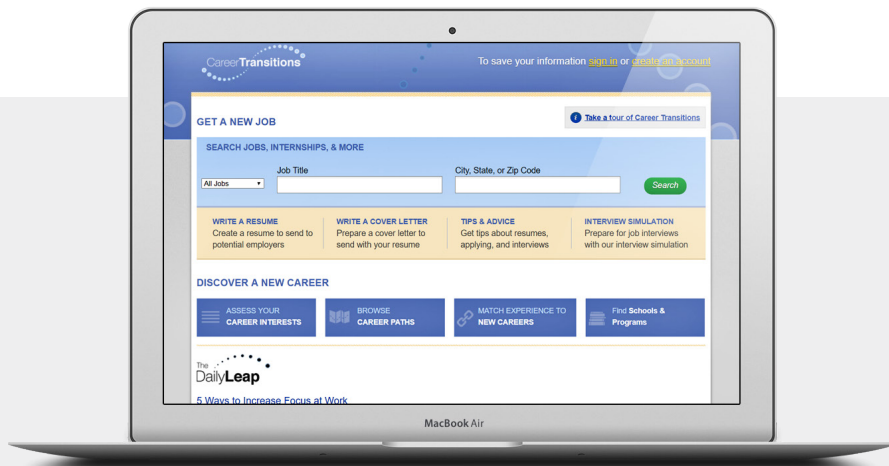 CareerTransitions
To save your information sign in or create an account
GET A NEW JOB
i Take a tour of Career Transitions
SEARCH JOBS, INTERNSHIPS, & MORE
Job Title
City, State, or Zip Code
All Jobs
Search
WRITE A RESUME
Create a resume to send to
potential employers
WRITE A COVER LETTER
Prepare a cover letter to
send with your resume
TIPS & ADVICE
Get tips about resumes,
applying, and interviews
INTERVIEW SIMULATION
Prepare for job interviews
with our interview simulation
DISCOVER A NEW CAREER
ASSESS YOUR
CAREER INTERESTS
BROWSE
CAREER PATHS
MATCH EXPERIENCE TO
NEW CAREERS
Find Schools &
Programs
The
DailyLeap
5 Ways to Increase Focus at Work
MacBook Air